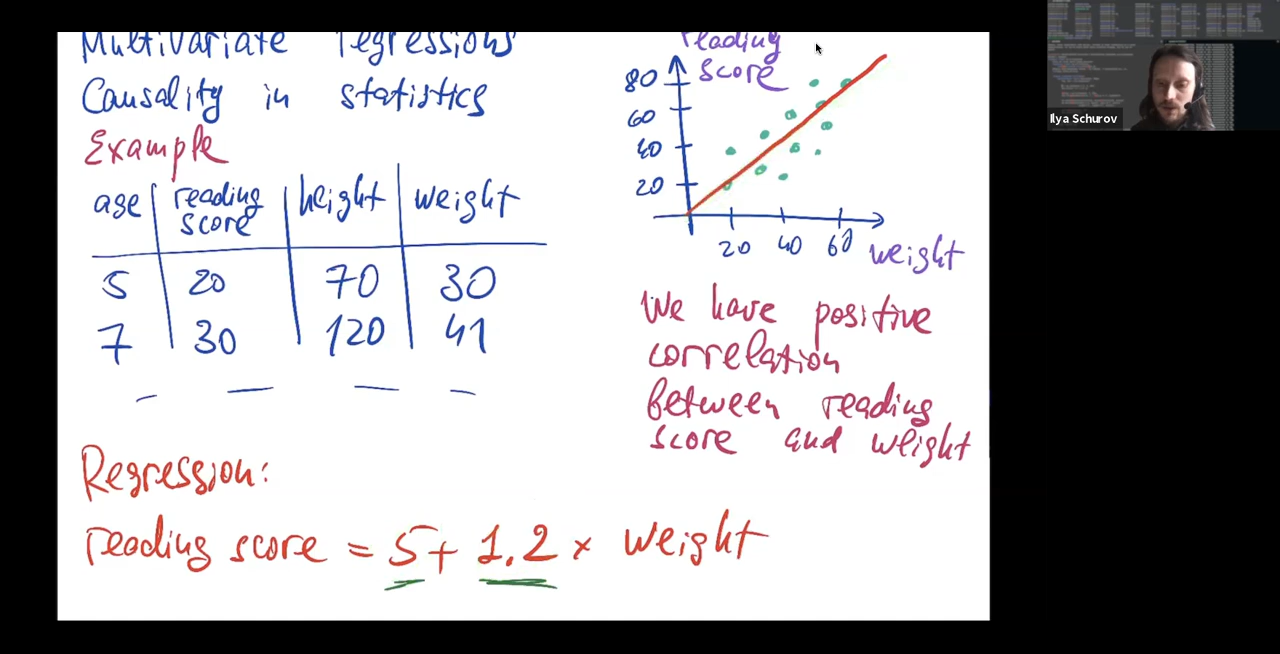 Multivariate regressions
Causality in statistics
Example
age reading score height weight
5 20 70 30
7 30 120 41
Regression:
reading score = 5 + 1.2 × weight
reading
score
80
60
40
20
20 40 60
weight
We have positive
correlation
between reading
score and weight
Ilya Schurov